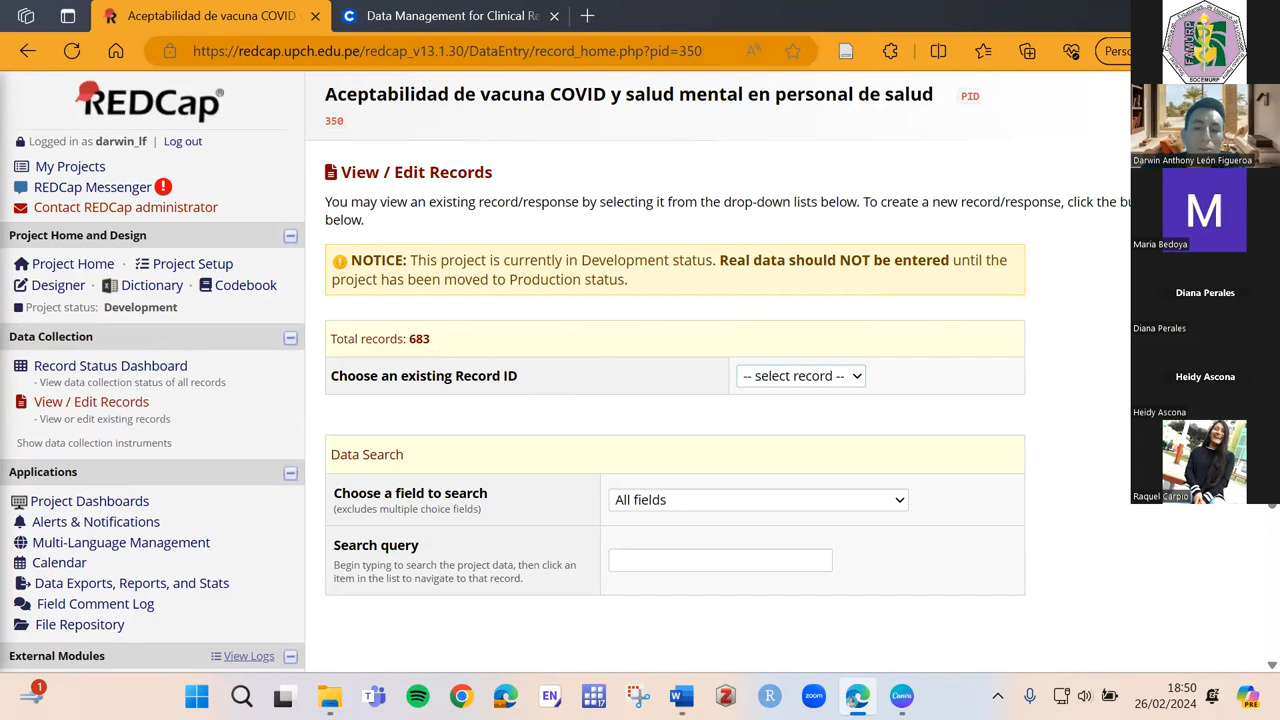 Aceptabilidad de vacuna COVID
Data Management for Clinical Re
https://redcap.upch.edu.pe/redcap_v13.1.30/DataEntry/record_home.php?pid=350
Perso
REDCap®
Logged in as darwin_lf | Log out
My Projects
REDCap Messenger
Contact REDCap administrator
Project Home and Design
Project Home · Project Setup
Designer · Dictionary · Codebook
Project status: Development
Data Collection
Record Status Dashboard
- View data collection status of all records
View / Edit Records
- View or edit existing records
Show data collection instruments
Applications
Project Dashboards
Alerts & Notifications
Multi-Language Management
Calendar
Data Exports, Reports, and Stats
Field Comment Log
File Repository
External Modules
View Logs
Aceptabilidad de vacuna COVID y salud mental en personal de salud PID
350
View / Edit Records
You may view an existing record/response by selecting it from the drop-down lists below. To create a new record/response, click the bu
below.
NOTICE: This project is currently in Development status. Real data should NOT be entered until the
project has been moved to Production status.
Total records: 683
Choose an existing Record ID
-- select record --
Data Search
Choose a field to search
(excludes multiple choice fields)
All fields
Search query
Begin typing to search the project data, then click an
item in the list to navigate to that record.
FAMURP
SOCEMURP
Darwin Anthony León Figueroa
M
Maria Bedoya
Diana Perales
Diana Perales
Heidy Ascona
Heidy Ascona
Raquel Carpio
1
EN
17
W
Z
R
zoom
Canva
18:50
26/02/2024
PRE